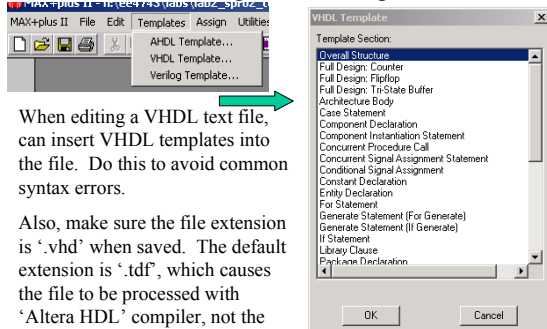 MAX+plus II - n:\ee4743\labs\lab2_spr02_c
MAX+plus II File Edit Templates Assign Utilities
AHDL Template...
VHDL Template...
Verilog Template...
When editing a VHDL text file,
can insert VHDL templates into
the file. Do this to avoid common
syntax errors.
Also, make sure the file extension
is ‘.vhd’ when saved. The default
extension is ‘.tdf’, which causes
the file to be processed with
‘Altera HDL’ compiler, not the
VHDL Template
Template Section:
Overall Structure
Full Design: Counter
Full Design: Flipflop
Full Design: Tri-State Buffer
Architecture Body
Case Statement
Component Declaration
Component Instantiation Statement
Concurrent Procedure Call
Concurrent Signal Assignment Statement
Conditional Signal Assignment
Constant Declaration
Entity Declaration
For Statement
Generate Statement (For Generate)
Generate Statement (If Generate)
If Statement
Library Clause
Package Declaration
OK Cancel